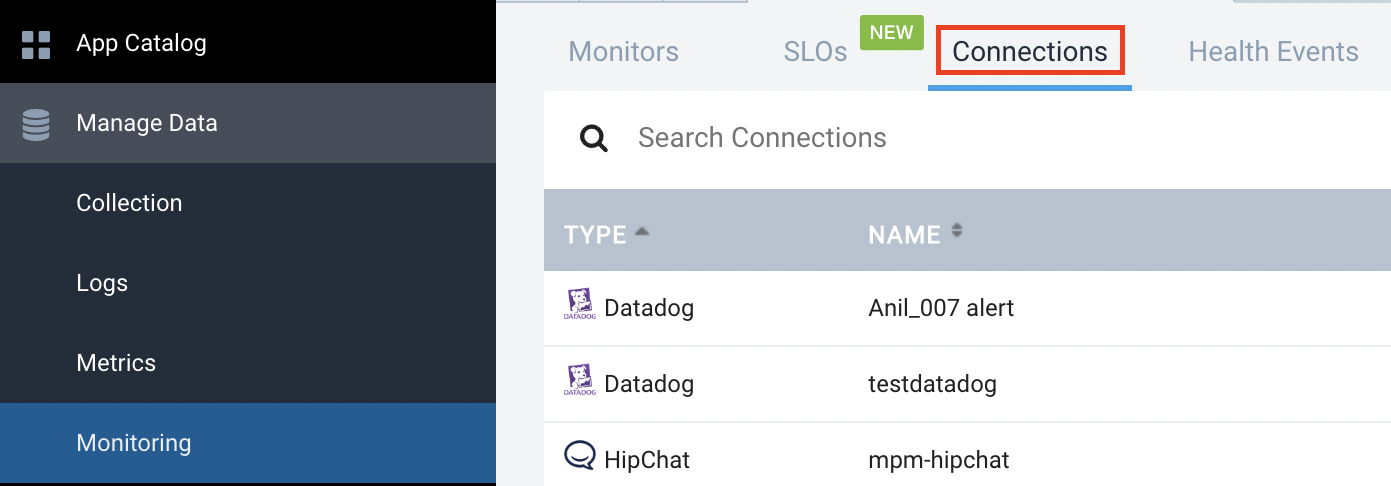 App Catalog
Manage Data
Collection
Logs
Metrics
Monitoring
Monitors SLOs NEW Connections Health Events
Search Connections
TYPE NAME
DATADOG Datadog Anil_007 alert
DATADOG Datadog testdatadog
HipChat mpm-hipchat